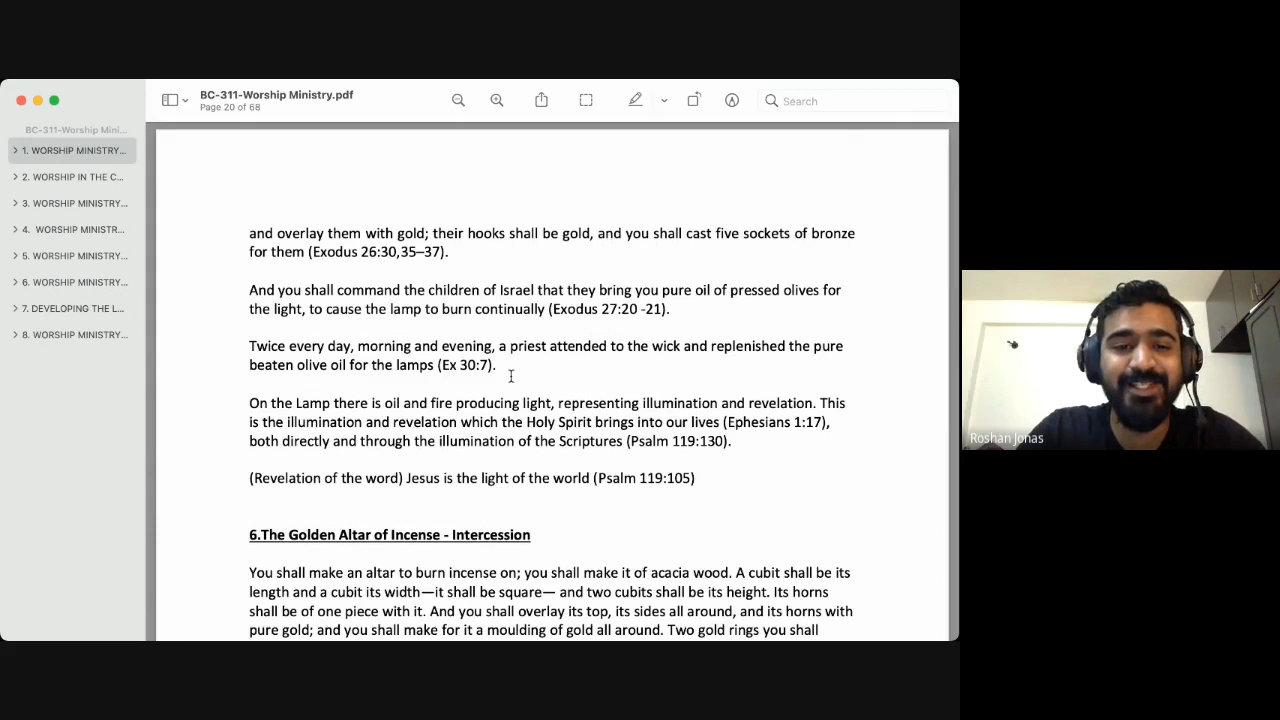 BC-311-Worship Ministry.pdf
Page 20 of 68
Search
BC-311-Worship Mini...
1. WORSHIP MINISTRY...
2. WORSHIP IN THE C...
3. WORSHIP MINISTRY...
4. WORSHIP MINISTR...
5. WORSHIP MINISTRY...
6. WORSHIP MINISTRY...
7. DEVELOPING THE L...
8. WORSHIP MINISTRY...
and overlay them with gold; their hooks shall be gold, and you shall cast five sockets of bronze
for them (Exodus 26:30,35–37).
And you shall command the children of Israel that they bring you pure oil of pressed olives for
the light, to cause the lamp to burn continually (Exodus 27:20 -21).
Twice every day, morning and evening, a priest attended to the wick and replenished the pure
beaten olive oil for the lamps (Ex 30:7).
On the Lamp there is oil and fire producing light, representing illumination and revelation. This
is the illumination and revelation which the Holy Spirit brings into our lives (Ephesians 1:17),
both directly and through the illumination of the Scriptures (Psalm 119:130).
(Revelation of the word) Jesus is the light of the world (Psalm 119:105)
6.The Golden Altar of Incense - Intercession
You shall make an altar to burn incense on; you shall make it of acacia wood. A cubit shall be its
length and a cubit its width—it shall be square— and two cubits shall be its height. Its horns
shall be of one piece with it. And you shall overlay its top, its sides all around, and its horns with
pure gold; and you shall make for it a moulding of gold all around. Two gold rings you shall
Roshan Jonas